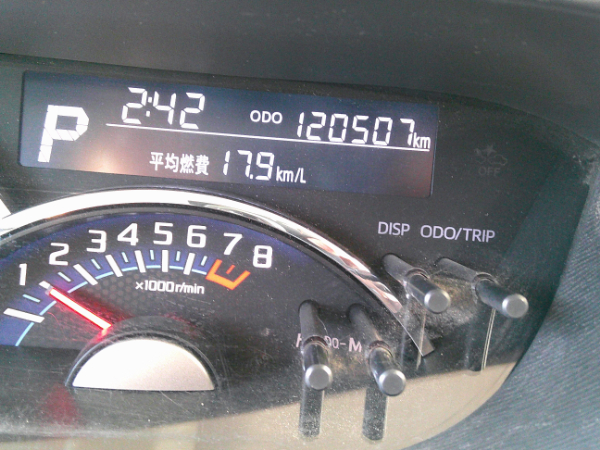 P
2:42
ODO 120507km
平均燃費 17.9km/L
OFF
DISP ODO/TRIP
1 2 3 4 5 6 7 8
×1000r/min